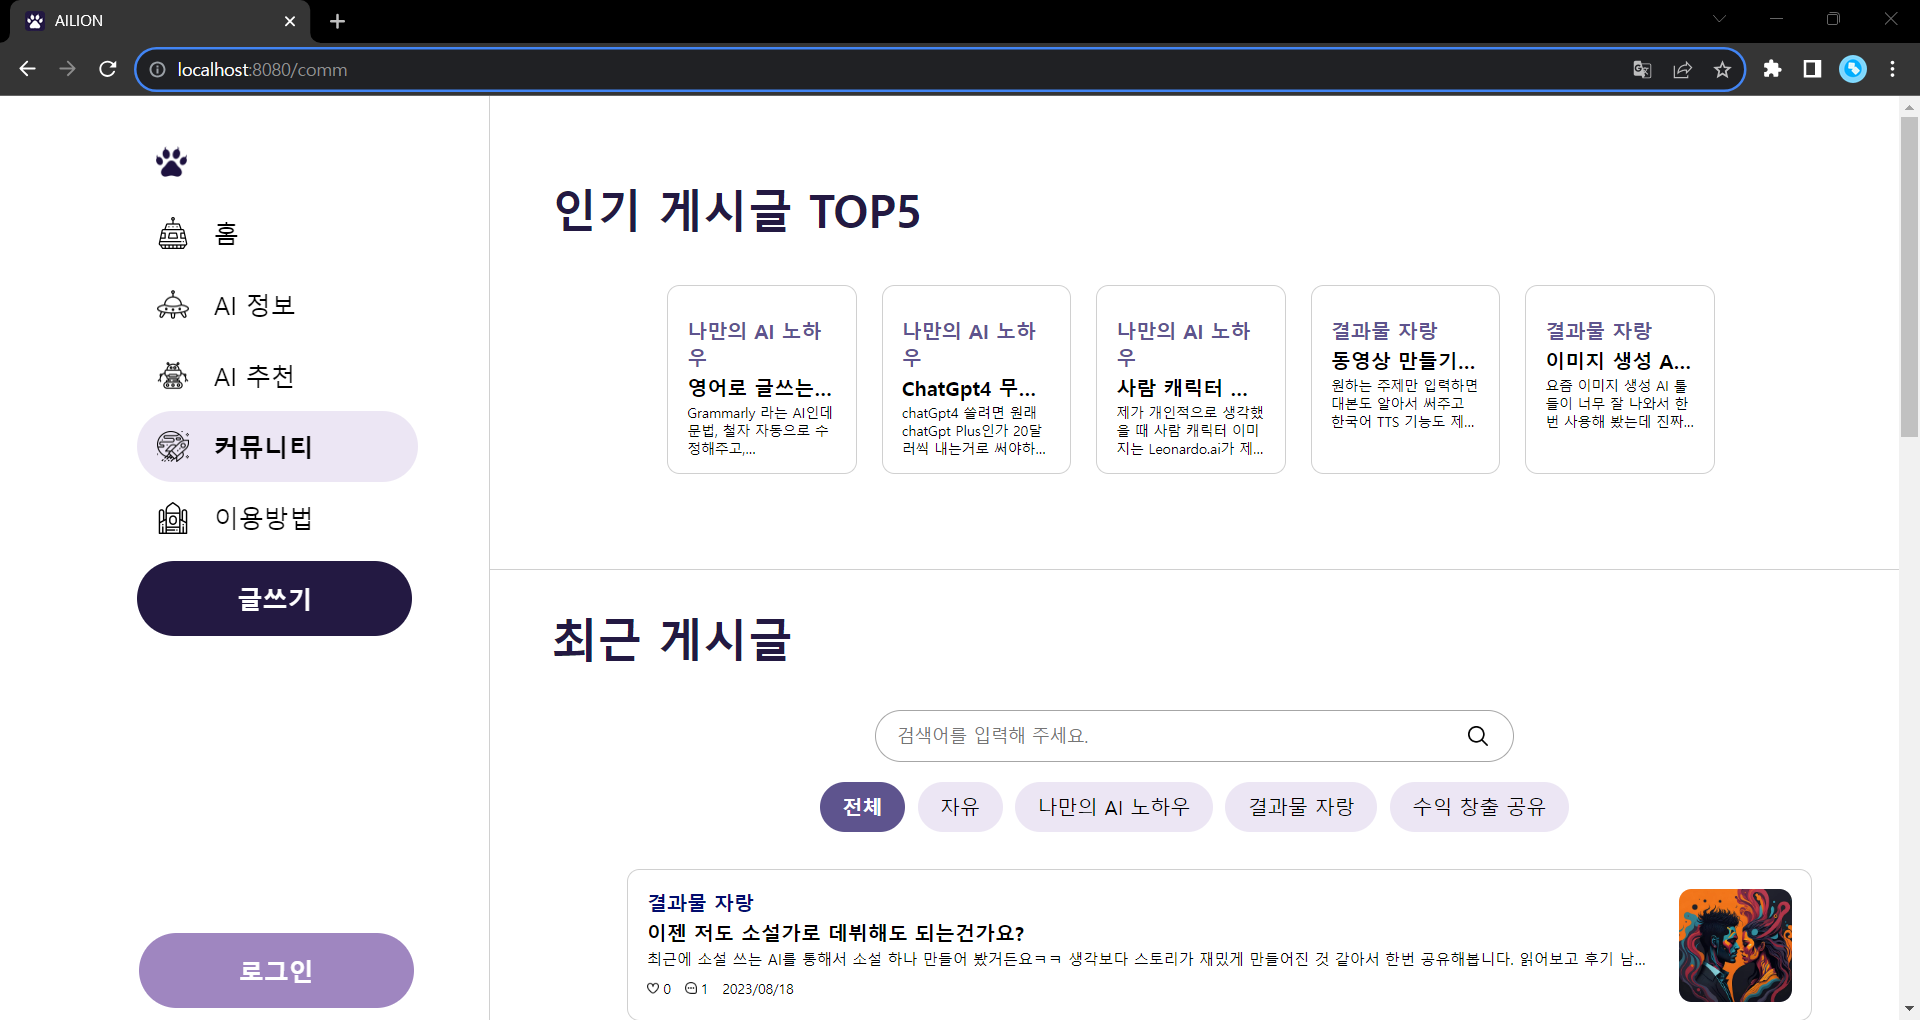 AILION
localhost:8080/comm
홈
AI 정보
AI 추천
커뮤니티
이용방법
글쓰기
로그인
인기 게시글 TOP5
나만의 AI 노하
우
영어로 글쓰는...
Grammarly 라는 AI인데
문법, 철자 자동으로 수
정해주고,...
나만의 AI 노하
우
ChatGpt4 무...
chatGpt4 쓸려면 원래
chatGpt Plus인가 20달
러씩 내는거로 써야하...
나만의 AI 노하
우
사람 캐릭터 ...
제가 개인적으로 생각했
을 때 사람 캐릭터 이미
지는 Leonardo.ai가 제...
결과물 자랑
동영상 만들기...
원하는 주제만 입력하면
대본도 알아서 써주고
한국어 TTS 기능도 제...
결과물 자랑
이미지 생성 A...
요즘 이미지 생성 AI 툴
들이 너무 잘 나와서 한
번 사용해 봤는데 진짜...
최근 게시글
검색어를 입력해 주세요.
전체 자유 나만의 AI 노하우 결과물 자랑 수익 창출 공유
결과물 자랑
이젠 저도 소설가로 데뷔해도 되는건가요?
최근에 소설 쓰는 AI를 통해서 소설 하나 만들어 봤거든요ㅋㅋ 생각보다 스토리가 재밌게 만들어진 것 같아서 한번 공유해봅니다. 읽어보고 후기 남...
0 1 2023/08/18